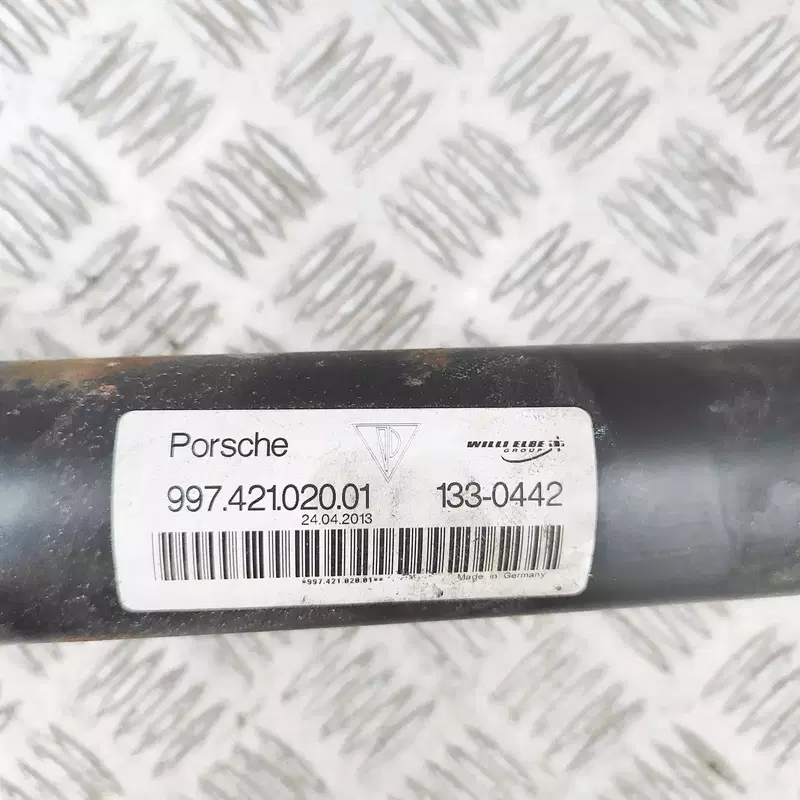 Porsche
WILLI ELBE
GROUP
997.421.020.01 133-0442
24.04.2013
*997.421.020.01**
Made in Germany